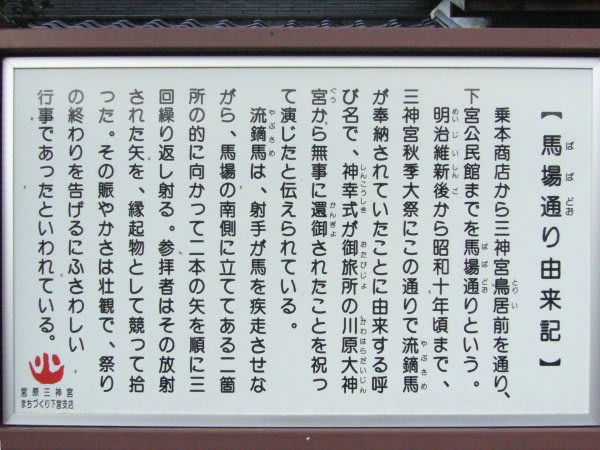 【馬場通り由来記】
乗本商店から三神宮鳥居前を通り、
下宮公民館までを馬場通りという。
明治維新後から昭和十年頃まで、
三神宮秋季大祭にこの通りで流鏑馬
が奉納されていたことに由来する呼
び名で、神幸式が御旅所の川原大神
宮から無事に還御されたことを祝っ
て演じたと伝えられている。
流鏑馬は、射手が馬を疾走させな
がら、馬場の南側に立ててある二箇
所の的に向かって二本の矢を順に三
回繰り返し射る。参拝者はその放射
された矢を、縁起物として競って拾
った。その賑やかさは壮観で、祭り
の終わりを告げるにふさわしい
行事であったといわれている。
宮原三神宮
まちづくり下宮支店